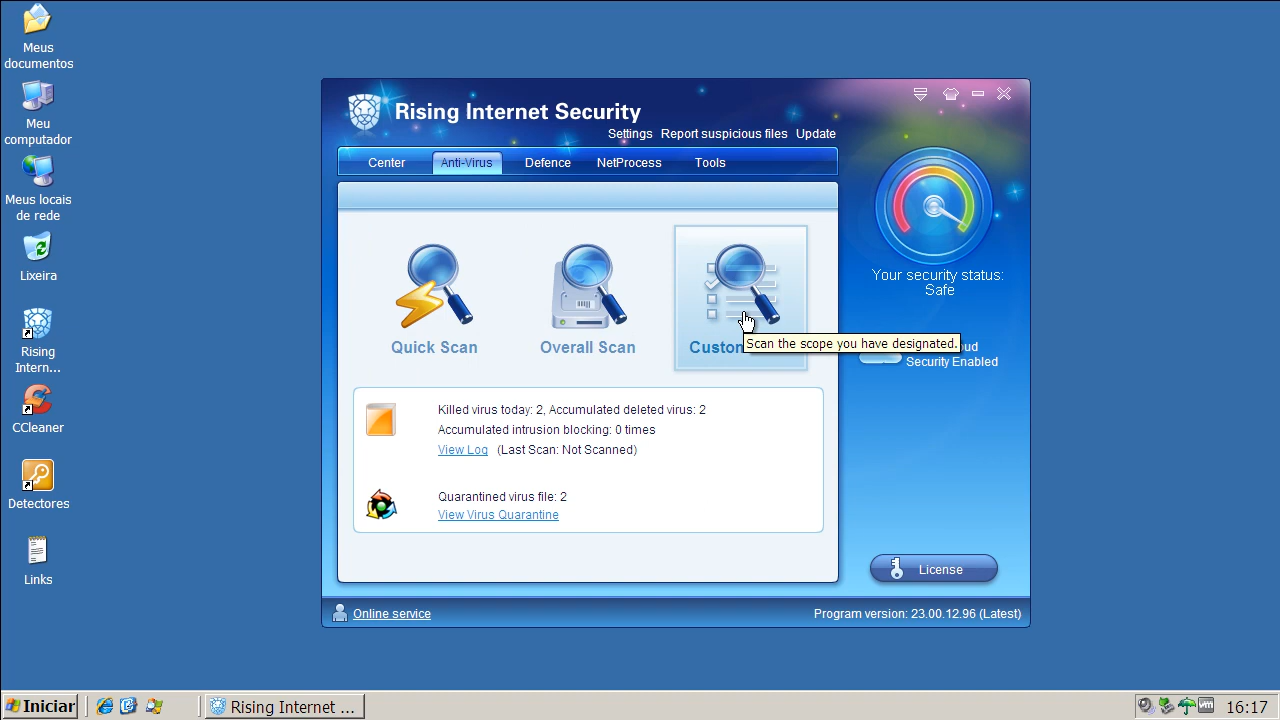 Meus
documentos
Meu
computador
Meus locais
de rede
Lixeira
Rising
Intern...
CCleaner
Detectores
Links
Rising Internet Security
Settings Report suspicious files Update
Center Anti-Virus Defence NetProcess Tools
Quick Scan Overall Scan
Scan the scope you have designated.
Your security status:
Safe
Security Enabled
Killed virus today: 2, Accumulated deleted virus: 2
Accumulated intrusion blocking: 0 times
View Log (Last Scan: Not Scanned)
Quarantined virus file: 2
View Virus Quarantine
License
Online service
Program version: 23.00.12.96 (Latest)
Iniciar
Rising Internet ...
16:17